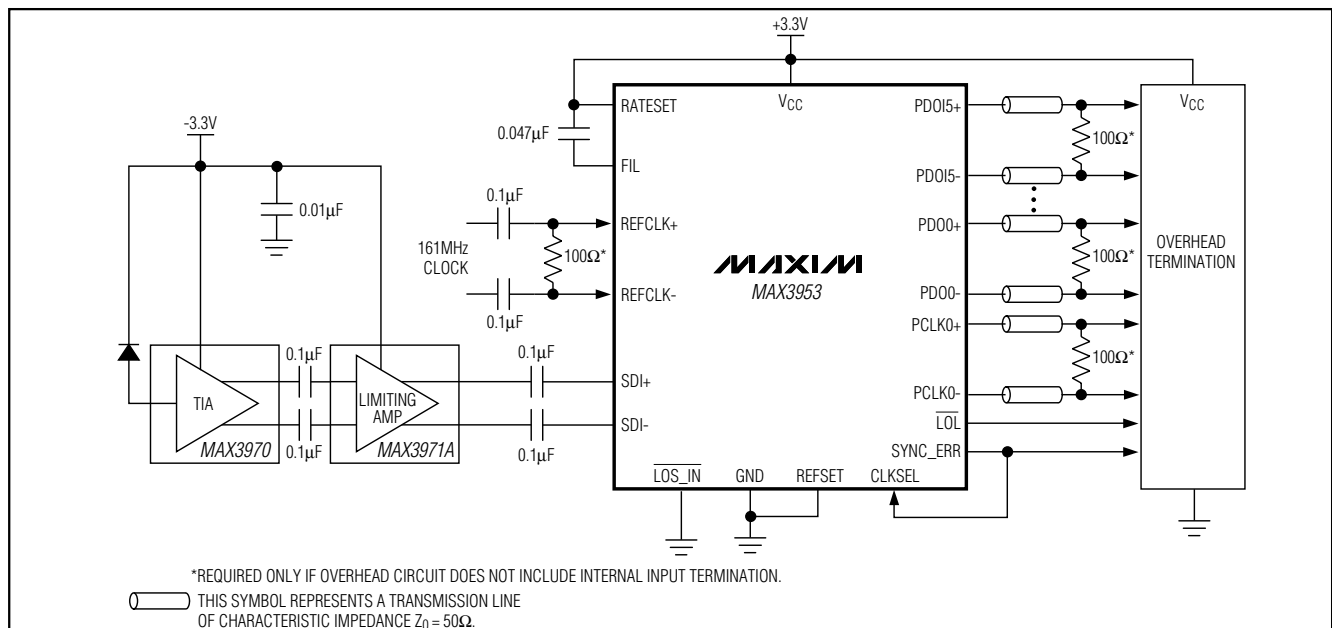 +3.3V
RATESET
VCC
PDOI5+
VCC
-3.3V
0.047µF
100Ω*
FIL
PDOI5-
0.01µF
0.1µF
REFCLK+
PDO0+
161MHz
CLOCK
100Ω*
MAXIM
MAX3953
100Ω*
OVERHEAD
TERMINATION
REFCLK-
PDO0-
0.1µF
PCLK0+
0.1µF
0.1µF
100Ω*
SDI+
PCLK0-
TIA
LIMITING
AMP
LOL
SDI-
MAX3970
0.1µF
MAX3971A
0.1µF
SYNC_ERR
LOS_IN
GND
REFSET
CLKSEL
*REQUIRED ONLY IF OVERHEAD CIRCUIT DOES NOT INCLUDE INTERNAL INPUT TERMINATION.
THIS SYMBOL REPRESENTS A TRANSMISSION LINE
OF CHARACTERISTIC IMPEDANCE Z0 = 50Ω.